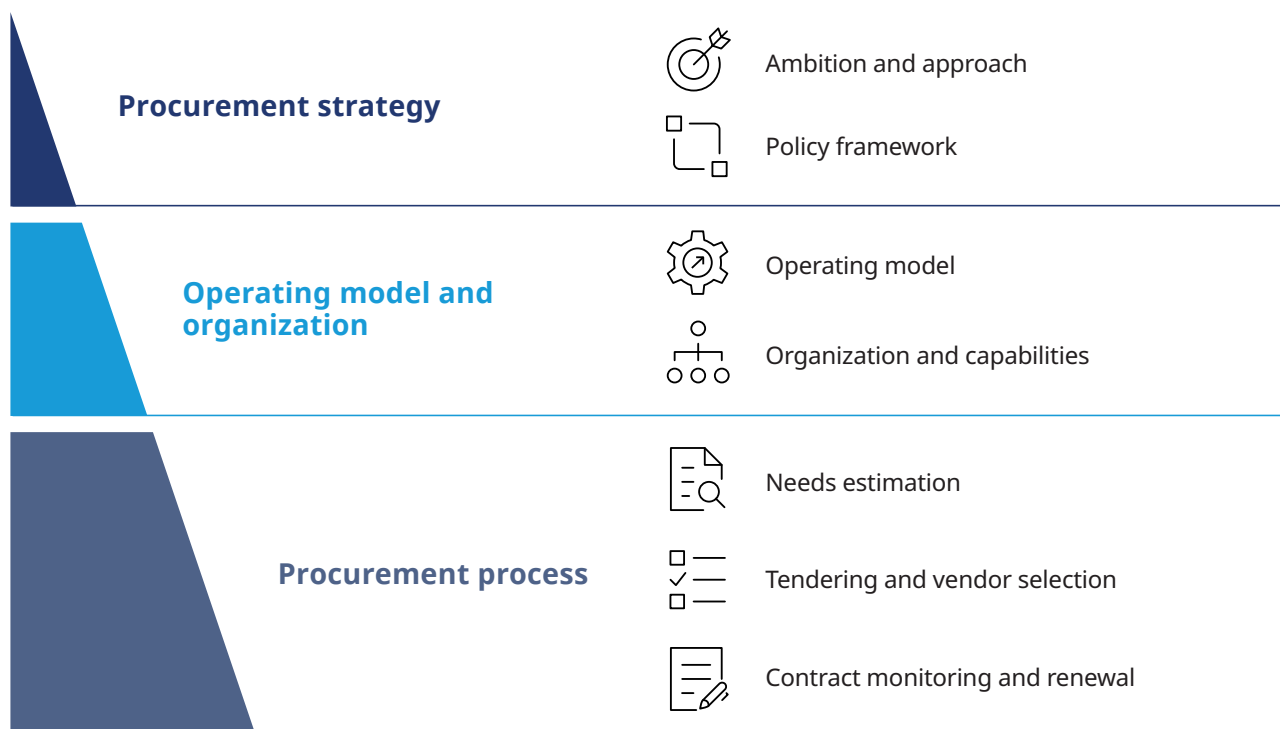 Procurement strategy
Ambition and approach
Policy framework
Operating model and
organization
Operating model
Organization and capabilities
Procurement process
Needs estimation
Tendering and vendor selection
Contract monitoring and renewal